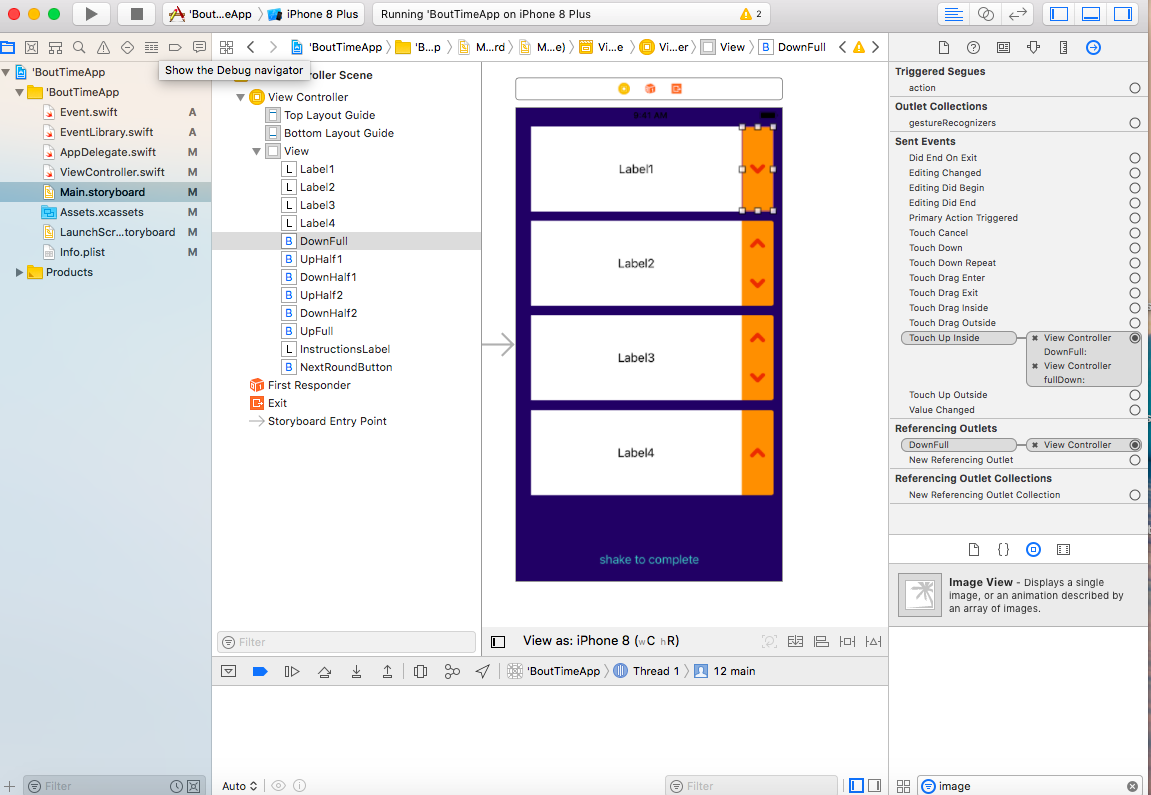 'Bout...eApp
iPhone 8 Plus
Running 'BoutTimeApp on iPhone 8 Plus
2
'BoutTimeApp
'B...p
M...rd
M...e)
Vi...e
Vi...er
View
B DownFull
Show the Debug navigator
'BoutTimeApp
'BoutTimeApp
Event.swift A
EventLibrary.swift A
AppDelegate.swift M
ViewController.swift M
Main.storyboard M
Assets.xcassets M
LaunchScr...toryboard M
Info.plist M
Products
Filter
ntroller Scene
View Controller
Top Layout Guide
Bottom Layout Guide
View
L Label1
L Label2
L Label3
L Label4
B DownFull
B UpHalf1
B DownHalf1
B UpHalf2
B DownHalf2
B UpFull
L InstructionsLabel
B NextRoundButton
First Responder
Exit
Storyboard Entry Point
Filter
9:41 AM
Label1
Label2
Label3
Label4
shake to complete
View as: iPhone 8 (wC hR)
'BoutTimeApp
Thread 1
12 main
Auto
Filter
Triggered Segues
action
Outlet Collections
gestureRecognizers
Sent Events
Did End On Exit
Editing Changed
Editing Did Begin
Editing Did End
Primary Action Triggered
Touch Cancel
Touch Down
Touch Down Repeat
Touch Drag Enter
Touch Drag Exit
Touch Drag Inside
Touch Drag Outside
Touch Up Inside
View Controller
DownFull:
View Controller
fullDown:
Touch Up Outside
Value Changed
Referencing Outlets
DownFull
View Controller
New Referencing Outlet
Referencing Outlet Collections
New Referencing Outlet Collection
Image View - Displays a single
image, or an animation described by
an array of images.
image